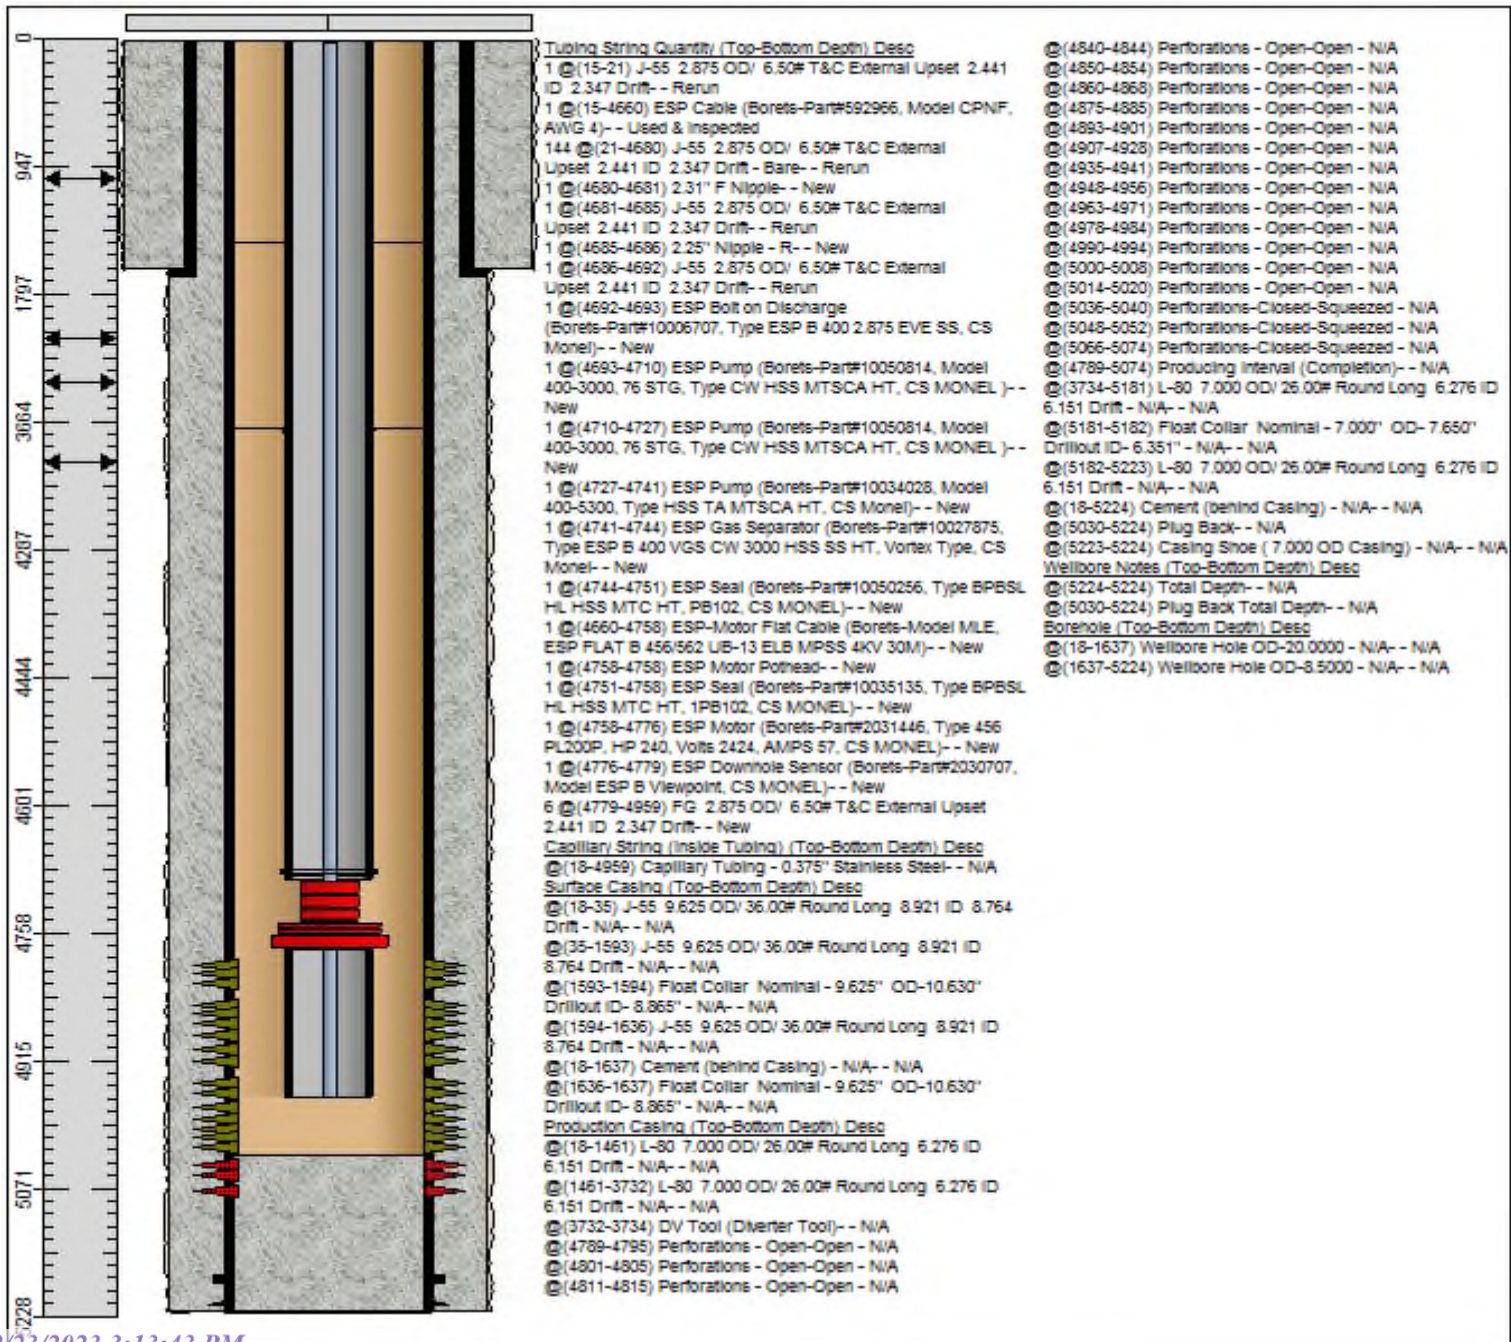 0
947
1797
3664
4287
4444
4601
4758
4915
5071
5228
Tubing String Quantity (Top-Bottom Depth) Desc
1 @(15-21) J-55 2.875 OD/ 6.50# T&C External Upset 2.441
ID 2.347 Drift- - Rerun
1 @(15-4660) ESP Cable (Borets-Part#592966, Model CPNF,
AWG 4)- - Used & Inspected
144 @(21-4680) J-55 2.875 OD/ 6.50# T&C External
Upset 2.441 ID 2.347 Drift - Bare- - Rerun
1 @(4680-4681) 2.31" F Nipple- - New
1 @(4681-4685) J-55 2.875 OD/ 6.50# T&C External
Upset 2.441 ID 2.347 Drift- - Rerun
1 @(4685-4686) 2.25" Nipple - R- - New
1 @(4686-4692) J-55 2.875 OD/ 6.50# T&C External
Upset 2.441 ID 2.347 Drift- - Rerun
1 @(4692-4693) ESP Bolt on Discharge
(Borets-Part#10006707, Type ESP B 400 2.875 EVE SS, CS
Monel)- - New
1 @(4693-4710) ESP Pump (Borets-Part#10050814, Model
400-3000, 76 STG, Type CW HSS MTSCA HT, CS MONEL )- -
New
1 @(4710-4727) ESP Pump (Borets-Part#10050814, Model
400-3000, 76 STG, Type CW HSS MTSCA HT, CS MONEL )- -
New
1 @(4727-4741) ESP Pump (Borets-Part#10034028, Model
400-5300, Type HSS TA MTSCA HT, CS Monel)- - New
1 @(4741-4744) ESP Gas Separator (Borets-Part#10027875,
Type ESP B 400 VGS CW 3000 HSS SS HT, Vortex Type, CS
Monel- - New
1 @(4744-4751) ESP Seal (Borets-Part#10050256, Type BPBSL
HL HSS MTC HT, PB102, CS MONEL)- - New
1 @(4660-4758) ESP-Motor Flat Cable (Borets-Model MLE,
ESP FLAT B 456/562 UB-13 ELB MPSS 4KV 30M)- - New
1 @(4758-4758) ESP Motor Pothead- - New
1 @(4751-4758) ESP Seal (Borets-Part#10035135, Type BPBSL
HL HSS MTC HT, 1PB102, CS MONEL)- - New
1 @(4758-4776) ESP Motor (Borets-Part#2031446, Type 456
PL200P, HP 240, Volts 2424, AMPS 57, CS MONEL)- - New
1 @(4776-4779) ESP Downhole Sensor (Borets-Part#2030707,
Model ESP B Viewpoint, CS MONEL)- - New
6 @(4779-4959) FG 2.875 OD/ 6.50# T&C External Upset
2.441 ID 2.347 Drift- - New
Capillary String (Inside Tubing) (Top-Bottom Depth) Desc
@(18-4959) Capillary Tubing - 0.375" Stainless Steel- - N/A
Surface Casing (Top-Bottom Depth) Desc
@(18-35) J-55 9.625 OD/ 36.00# Round Long 8.921 ID 8.764
Drift - N/A- - N/A
@(35-1593) J-55 9.625 OD/ 36.00# Round Long 8.921 ID
8.764 Drift - N/A- - N/A
@(1593-1594) Float Collar Nominal - 9.625" OD-10.630"
Drillout ID- 8.865" - N/A- - N/A
@(1594-1636) J-55 9.625 OD/ 36.00# Round Long 8.921 ID
8.764 Drift - N/A- - N/A
@(18-1637) Cement (behind Casing) - N/A- - N/A
@(1636-1637) Float Collar Nominal - 9.625" OD-10.630"
Drillout ID- 8.865" - N/A- - N/A
Production Casing (Top-Bottom Depth) Desc
@(18-1461) L-80 7.000 OD/ 26.00# Round Long 6.276 ID
6.151 Drift - N/A- - N/A
@(1461-3732) L-80 7.000 OD/ 26.00# Round Long 6.276 ID
6.151 Drift - N/A- - N/A
@(3732-3734) DV Tool (Diverter Tool)- - N/A
@(4789-4795) Perforations - Open-Open - N/A
@(4801-4805) Perforations - Open-Open - N/A
@(4811-4815) Perforations - Open-Open - N/A
@(4840-4844) Perforations - Open-Open - N/A
@(4850-4854) Perforations - Open-Open - N/A
@(4860-4868) Perforations - Open-Open - N/A
@(4875-4885) Perforations - Open-Open - N/A
@(4893-4901) Perforations - Open-Open - N/A
@(4907-4928) Perforations - Open-Open - N/A
@(4935-4941) Perforations - Open-Open - N/A
@(4948-4956) Perforations - Open-Open - N/A
@(4963-4971) Perforations - Open-Open - N/A
@(4978-4984) Perforations - Open-Open - N/A
@(4990-4994) Perforations - Open-Open - N/A
@(5000-5008) Perforations - Open-Open - N/A
@(5014-5020) Perforations - Open-Open - N/A
@(5036-5040) Perforations-Closed-Squeezed - N/A
@(5048-5052) Perforations-Closed-Squeezed - N/A
@(5066-5074) Perforations-Closed-Squeezed - N/A
@(4789-5074) Producing Interval (Completion)- - N/A
@(3734-5181) L-80 7.000 OD/ 26.00# Round Long 6.276 ID
6.151 Drift - N/A- - N/A
@(5181-5182) Float Collar Nominal - 7.000" OD- 7.650"
Drillout ID- 6.351" - N/A- - N/A
@(5182-5223) L-80 7.000 OD/ 26.00# Round Long 6.276 ID
6.151 Drift - N/A- - N/A
@(18-5224) Cement (behind Casing) - N/A- - N/A
@(5030-5224) Plug Back- - N/A
@(5223-5224) Casing Shoe ( 7.000 OD Casing) - N/A- - N/A
Wellbore Notes (Top-Bottom Depth) Desc
@(5224-5224) Total Depth- - N/A
@(5030-5224) Plug Back Total Depth- - N/A
Borehole (Top-Bottom Depth) Desc
@(18-1637) Wellbore Hole OD-20.0000 - N/A- - N/A
@(1637-5224) Wellbore Hole OD-8.5000 - N/A- - N/A